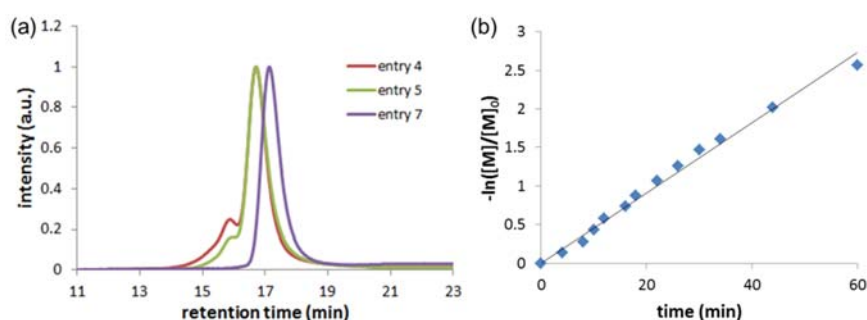 (a)
intensity (a.u.)
1.2
1
0.8
0.6
0.4
0.2
0
entry 4
entry 5
entry 7
11 13 15 17 19 21 23
retention time (min)
(b)
-ln([M]/[M]0)
3
2.5
2
1.5
1
0.5
0
0 20 40 60
time (min)